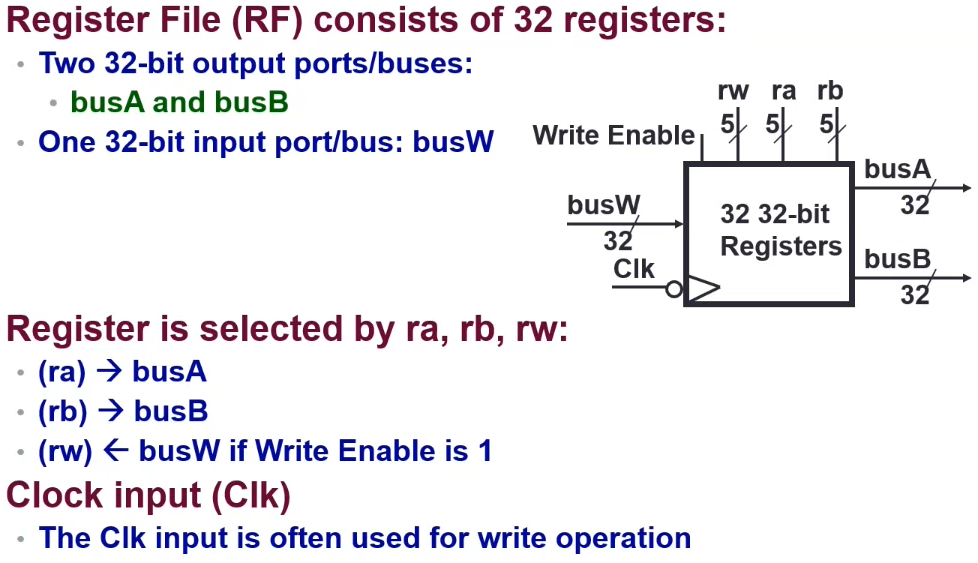 Register File (RF) consists of 32 registers:
• Two 32-bit output ports/buses:
• busA and busB
• One 32-bit input port/bus: busW
rw ra rb
5 5 5
Write Enable
busW
32
Clk
32 32-bit
Registers
busA
32
busB
32
Register is selected by ra, rb, rw:
• (ra) → busA
• (rb) → busB
• (rw) ← busW if Write Enable is 1
Clock input (Clk)
• The Clk input is often used for write operation